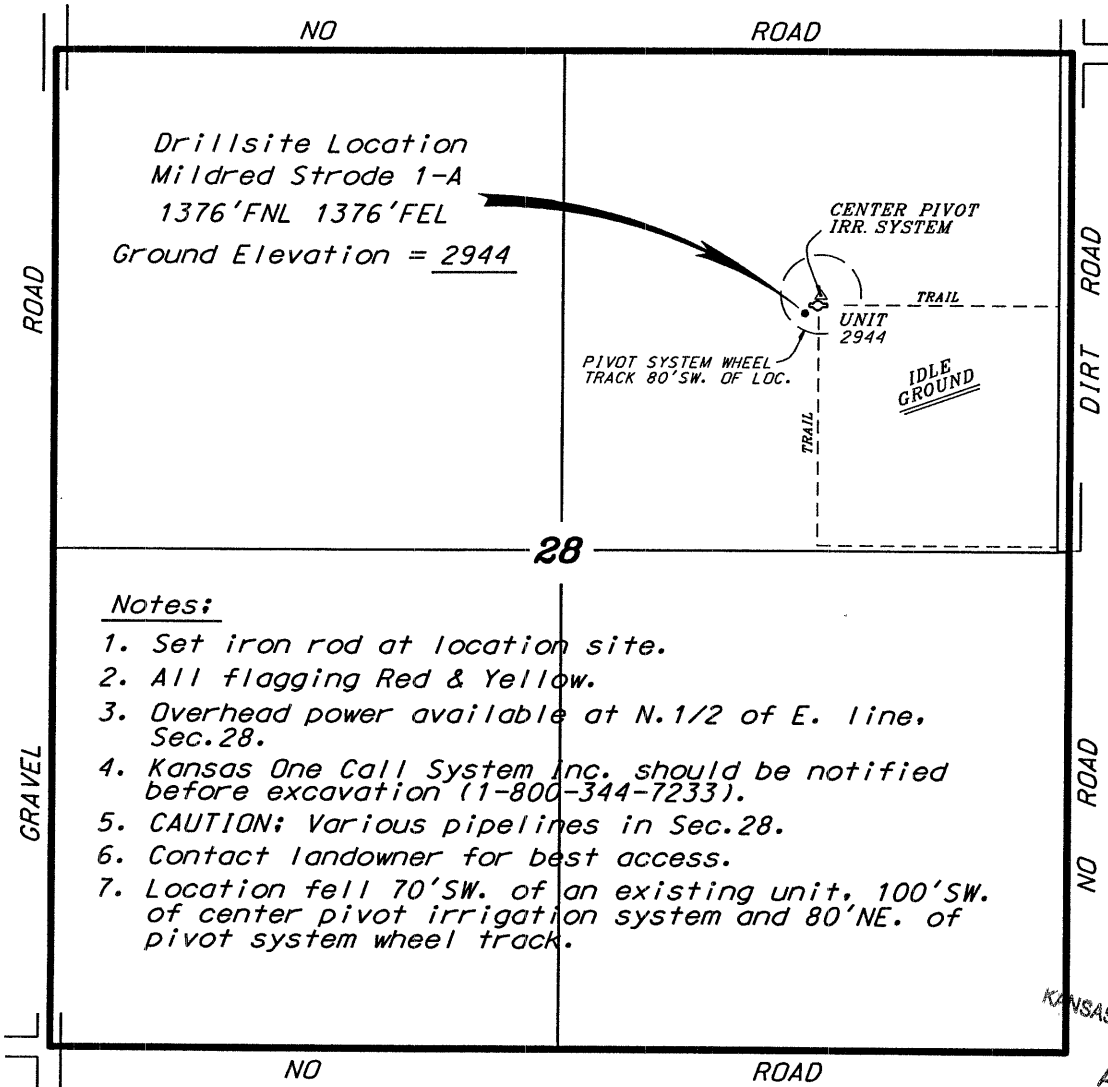 NO ROAD
Drillsite Location
Mildred Strode 1-A
1376'FNL 1376'FEL
Ground Elevation = 2944
CENTER PIVOT
IRR. SYSTEM
TRAIL
UNIT
2944
PIVOT SYSTEM WHEEL
TRACK 80'SW. OF LOC.
IDLE
GROUND
TRAIL
ROAD
GRAVEL
DIRT ROAD
NO ROAD
28
Notes:
1. Set iron rod at location site.
2. All flagging Red & Yellow.
3. Overhead power available at N.1/2 of E. line,
Sec.28.
4. Kansas One Call System Inc. should be notified
before excavation (1-800-344-7233).
5. CAUTION: Various pipelines in Sec.28.
6. Contact landowner for best access.
7. Location fell 70'SW. of an existing unit, 100'SW.
of center pivot irrigation system and 80'NE. of
pivot system wheel track.
KANSAS
NO ROAD